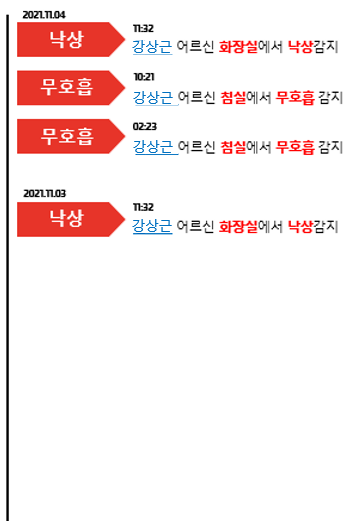 2021.11.04
낙상
11:32
강상근 어르신 화장실에서 낙상감지
무호흡
10:21
강상근 어르신 침실에서 무호흡 감지
무호흡
02:23
강상근 어르신 침실에서 무호흡 감지
2021.11.03
낙상
11:32
강상근 어르신 화장실에서 낙상감지